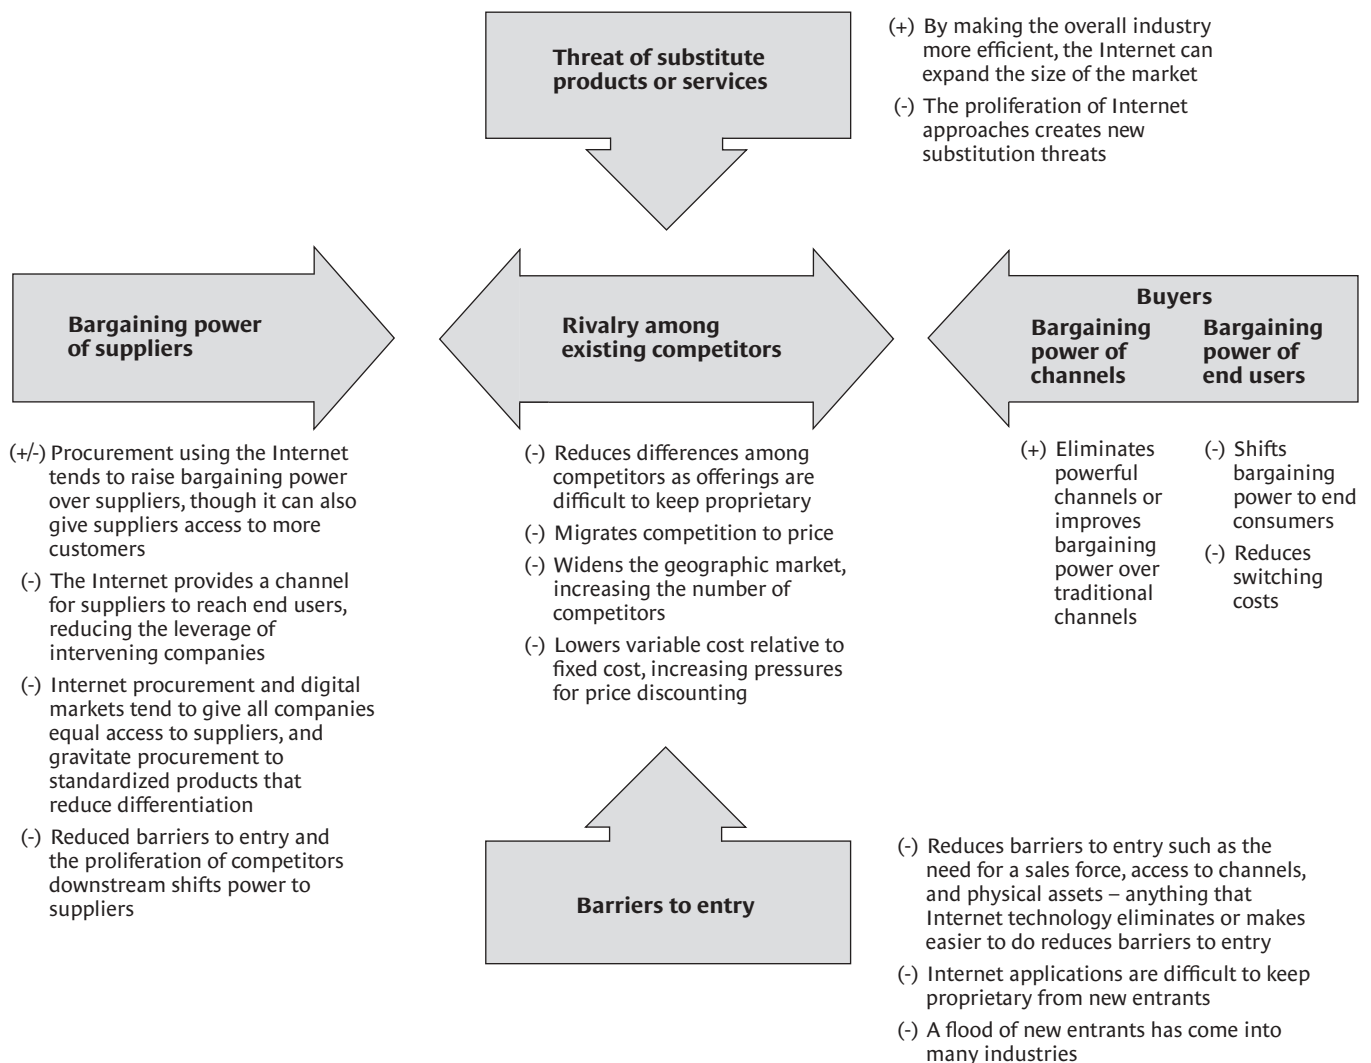 Threat of substitute
products or services
(+) By making the overall industry
more efficient, the Internet can
expand the size of the market
(-) The proliferation of Internet
approaches creates new
substitution threats
Bargaining power
of suppliers
(+/-) Procurement using the Internet
tends to raise bargaining power
over suppliers, though it can also
give suppliers access to more
customers
(-) The Internet provides a channel
for suppliers to reach end users,
reducing the leverage of
intervening companies
(-) Internet procurement and digital
markets tend to give all companies
equal access to suppliers, and
gravitate procurement to
standardized products that
reduce differentiation
(-) Reduced barriers to entry and
the proliferation of competitors
downstream shifts power to
suppliers
Rivalry among
existing competitors
(-) Reduces differences among
competitors as offerings are
difficult to keep proprietary
(-) Migrates competition to price
(-) Widens the geographic market,
increasing the number of
competitors
(-) Lowers variable cost relative to
fixed cost, increasing pressures
for price discounting
Buyers
Bargaining
power of
channels
(+) Eliminates
powerful
channels or
improves
bargaining
power over
traditional
channels
Bargaining
power of
end users
(-) Shifts
bargaining
power to end
consumers
(-) Reduces
switching
costs
Barriers to entry
(-) Reduces barriers to entry such as the
need for a sales force, access to channels,
and physical assets – anything that
Internet technology eliminates or makes
easier to do reduces barriers to entry
(-) Internet applications are difficult to keep
proprietary from new entrants
(-) A flood of new entrants has come into
many industries